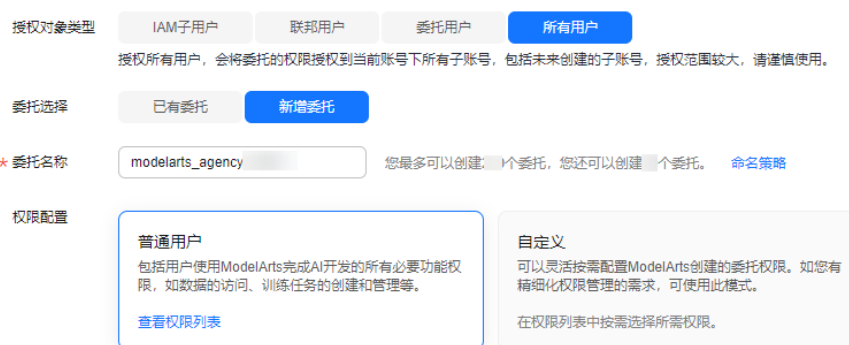 授权对象类型 IAM子用户 联邦用户 委托用户 所有用户
授权所有用户，会将委托的权限授权到当前账号下所有子账号，包括未来创建的子账号，授权范围较大，请谨慎使用。
委托选择 已有委托 新增委托
* 委托名称 modelarts_agency 您最多可以创建 个委托，您还可以创建 个委托。 命名策略
权限配置
普通用户 自定义
包括用户使用ModelArts完成AI开发的所有必要功能权 可以灵活按需配置ModelArts创建的委托权限。如您有
限，如数据的访问、训练任务的创建和管理等。 精细化权限管理的需求，可使用此模式。
查看权限列表 在权限列表中按需选择所需权限。